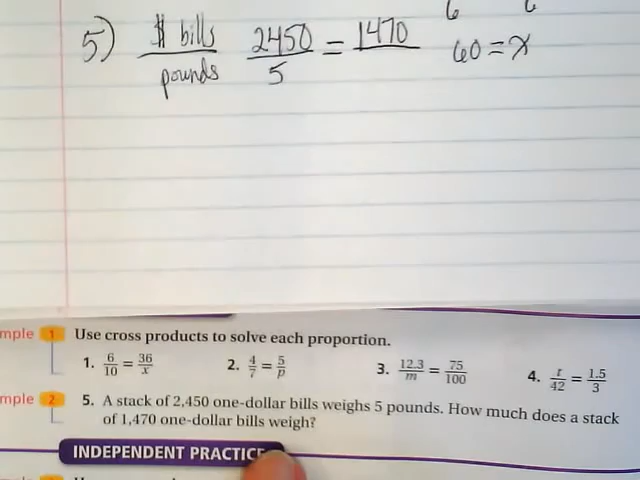 6 6
5) $ bills 2450 = 1470 60 = x
pounds 5
mple 1 Use cross products to solve each proportion.
1. 6/10 = 36/x 2. 4/7 = 5/p 3. 12.3/m = 75/100 4. t/42 = 1.5/3
mple 2 5. A stack of 2,450 one-dollar bills weighs 5 pounds. How much does a stack
of 1,470 one-dollar bills weigh?
INDEPENDENT PRACTICE